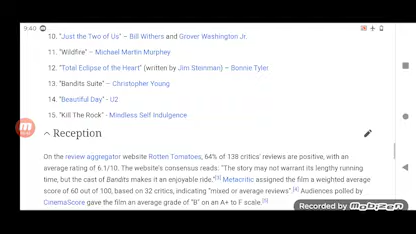 9:40
10. "Just the Two of Us" – Bill Withers and Grover Washington Jr.
11. "Wildfire" – Michael Martin Murphey
12. "Total Eclipse of the Heart" (written by Jim Steinman) – Bonnie Tyler
13. "Bandits Suite" – Christopher Young
14. "Beautiful Day" - U2
15. "Kill The Rock" - Mindless Self Indulgence
Reception
On the review aggregator website Rotten Tomatoes, 64% of 138 critics' reviews are positive, with an
average rating of 6.1/10. The website's consensus reads: "The story may not warrant its lengthy running
time, but the cast of Bandits makes it an enjoyable ride."[3] Metacritic assigned the film a weighted average
score of 60 out of 100, based on 32 critics, indicating "mixed or average reviews".[4] Audiences polled by
CinemaScore gave the film an average grade of "B" on an A+ to F scale.[5]
Recorded by
MOBIZEN